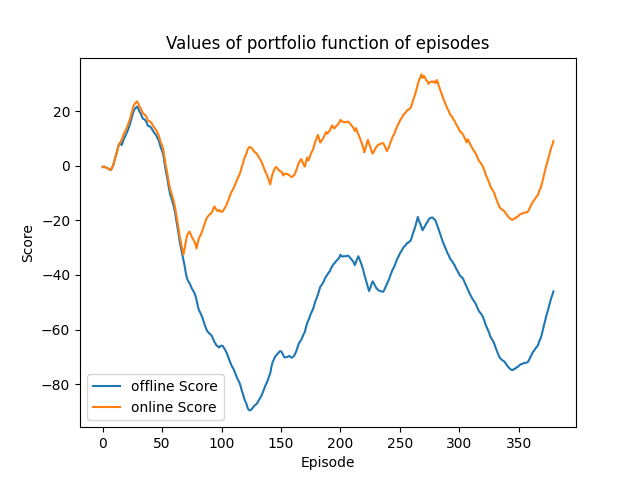 Values of portfolio function of episodes
Score
20
0
−20
−40
−60
−80
offline Score
online Score
0 50 100 150 200 250 300 350
Episode